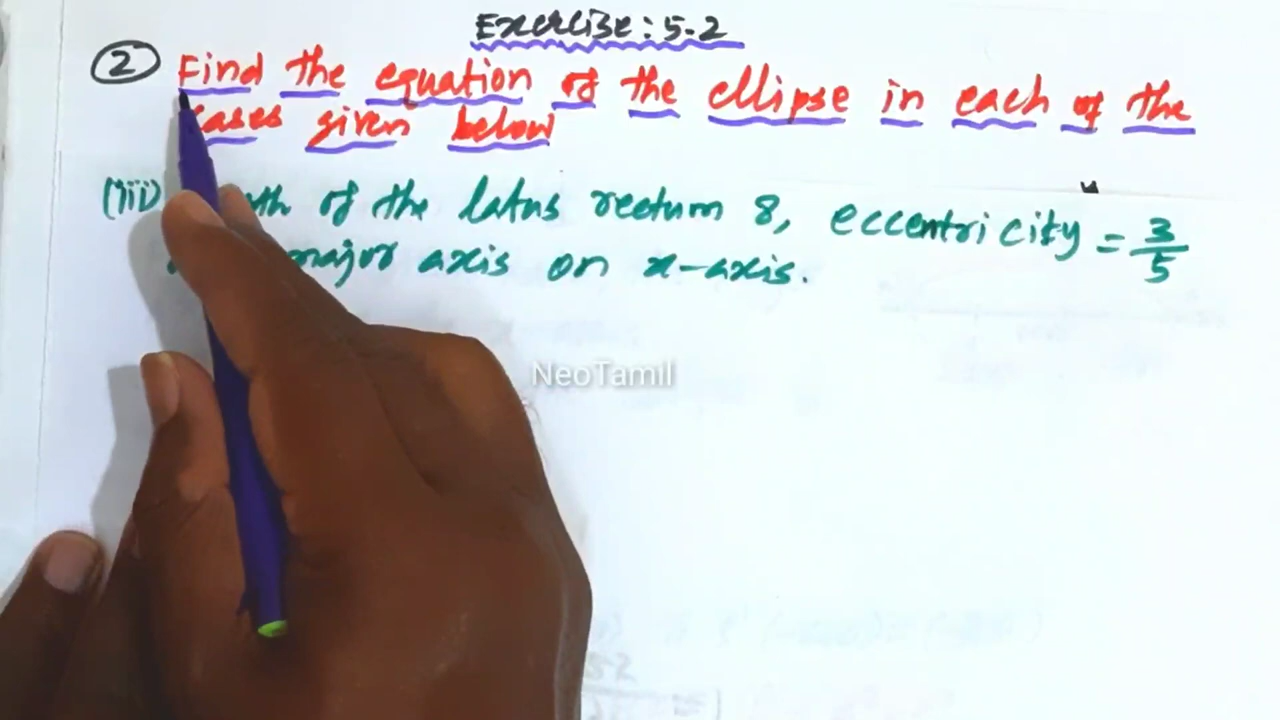 Exercise: 5.2
2 Find the equation of the ellipse in each of the
cases given below
(iii) of the latus rectum 8, eccentricity = 3/5
major axis on x-axis.
NeoTamil